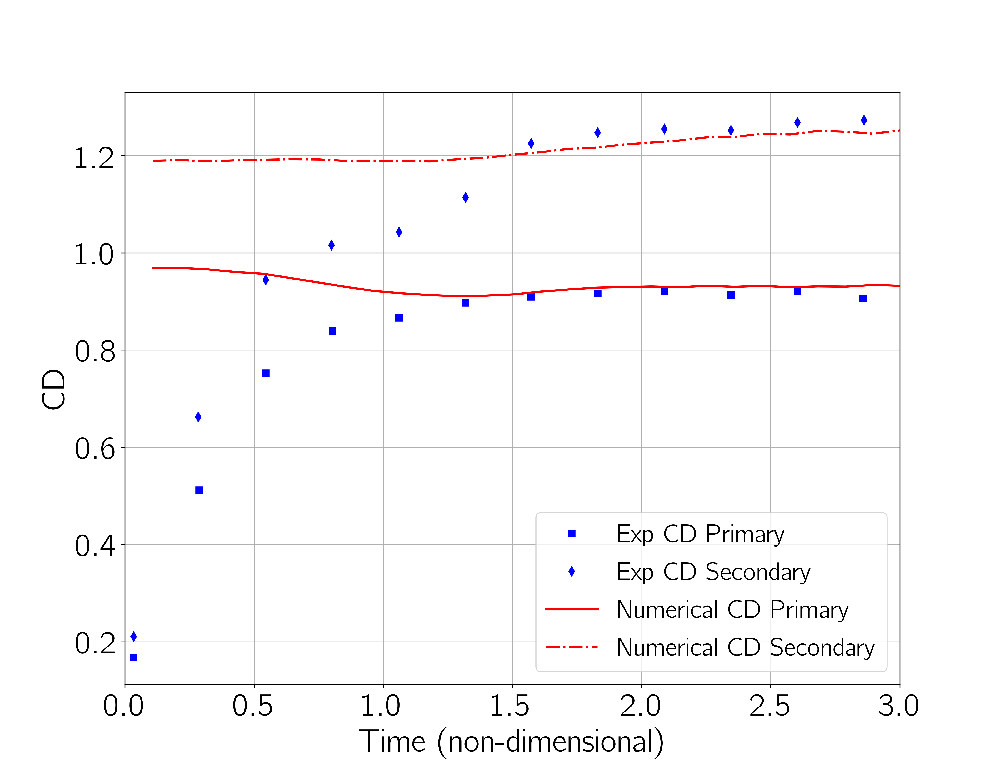 1.2
1.0
0.8
0.6
0.4
0.2
CD
0.0 0.5 1.0 1.5 2.0 2.5 3.0
Time (non-dimensional)
Exp CD Primary
Exp CD Secondary
Numerical CD Primary
Numerical CD Secondary